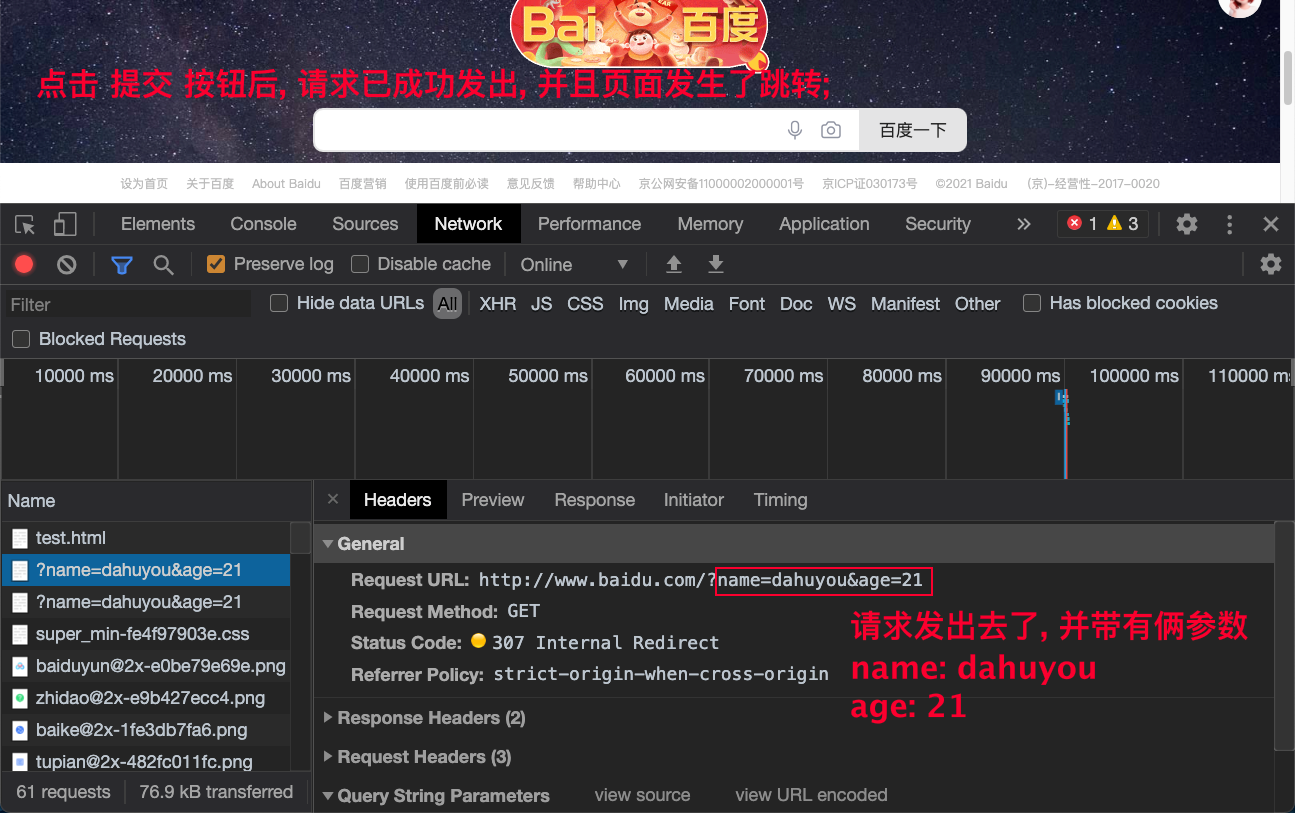 Bai 百度
点击 提交 按钮后, 请求已成功发出, 并且页面发生了跳转;
百度一下
设为首页 关于百度 About Baidu 百度营销 使用百度前必读 意见反馈 帮助中心 京公网安备11000002000001号 京ICP证030173号 ©2021 Baidu (京)-经营性-2017-0020
Elements Console Sources Network Performance Memory Application Security » 1 3
Preserve log Disable cache Online
Filter Hide data URLs All XHR JS CSS Img Media Font Doc WS Manifest Other Has blocked cookies
Blocked Requests
10000 ms 20000 ms 30000 ms 40000 ms 50000 ms 60000 ms 70000 ms 80000 ms 90000 ms 100000 ms 110000 m
Name
test.html
?name=dahuyou&age=21
?name=dahuyou&age=21
super_min-fe4f97903e.css
baiduyun@2x-e0be79e69e.png
zhidao@2x-e9b427ecc4.png
baike@2x-1fe3db7fa6.png
tupian@2x-482fc011fc.png
61 requests 76.9 kB transferred
Headers Preview Response Initiator Timing
General
Request URL: http://www.baidu.com/?name=dahuyou&age=21
Request Method: GET
Status Code: 307 Internal Redirect
Referrer Policy: strict-origin-when-cross-origin
请求发出去了, 并带有俩参数
name: dahuyou
age: 21
Response Headers (2)
Request Headers (3)
Query String Parameters view source view URL encoded